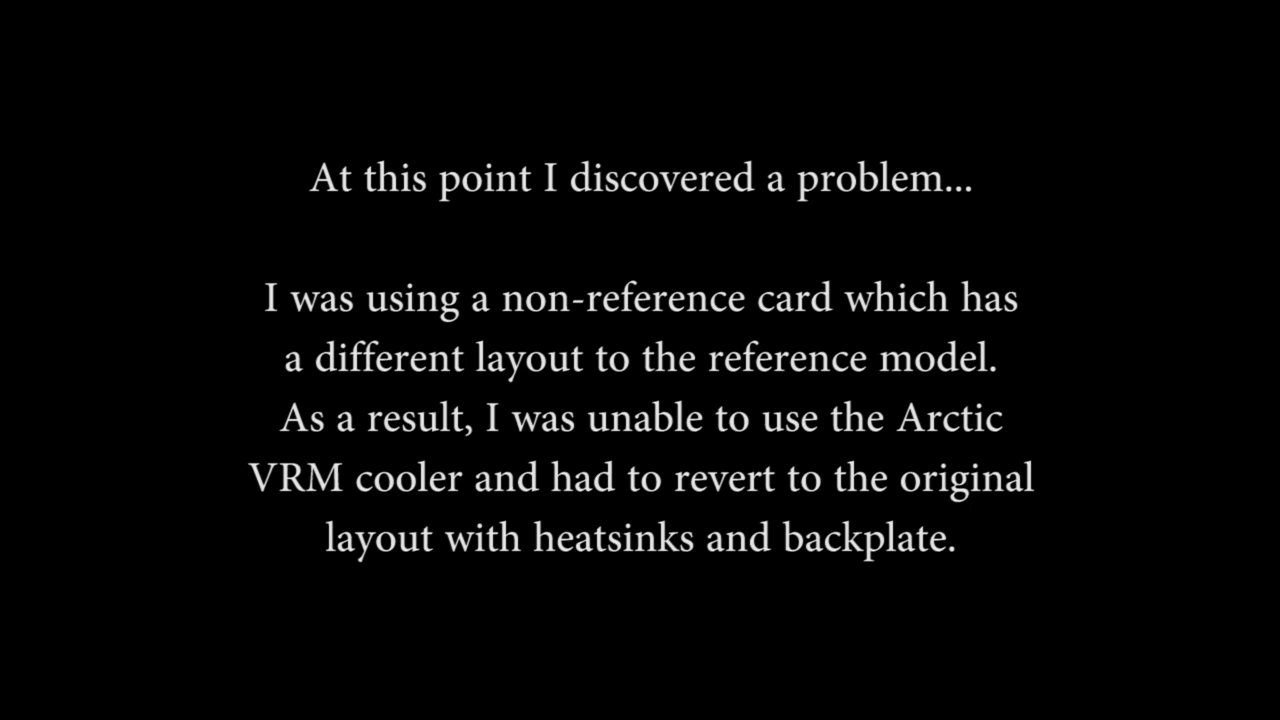 At this point I discovered a problem...
I was using a non-reference card which has
a different layout to the reference model.
As a result, I was unable to use the Arctic
VRM cooler and had to revert to the original
layout with heatsinks and backplate.